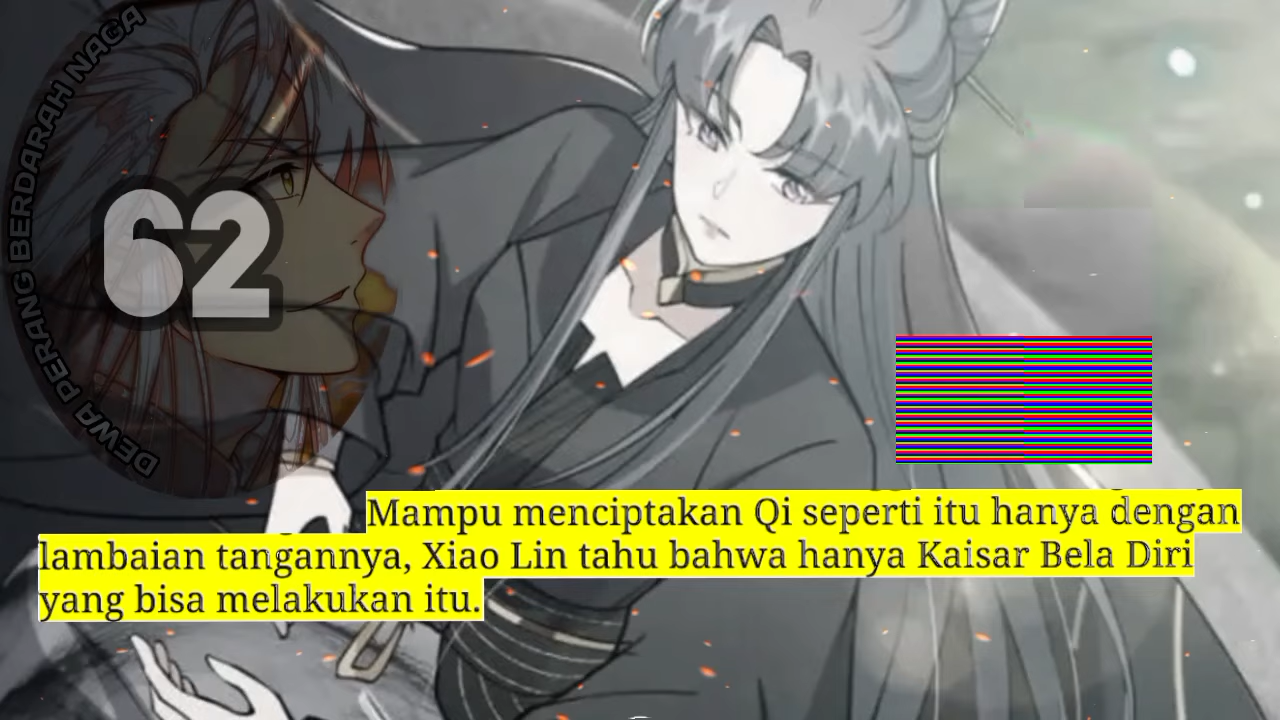 DEWA PERANG BERDARAH NAGA
62
Mampu menciptakan Qi seperti itu hanya dengan
lambaian tangannya, Xiao Lin tahu bahwa hanya Kaisar Bela Diri
yang bisa melakukan itu.